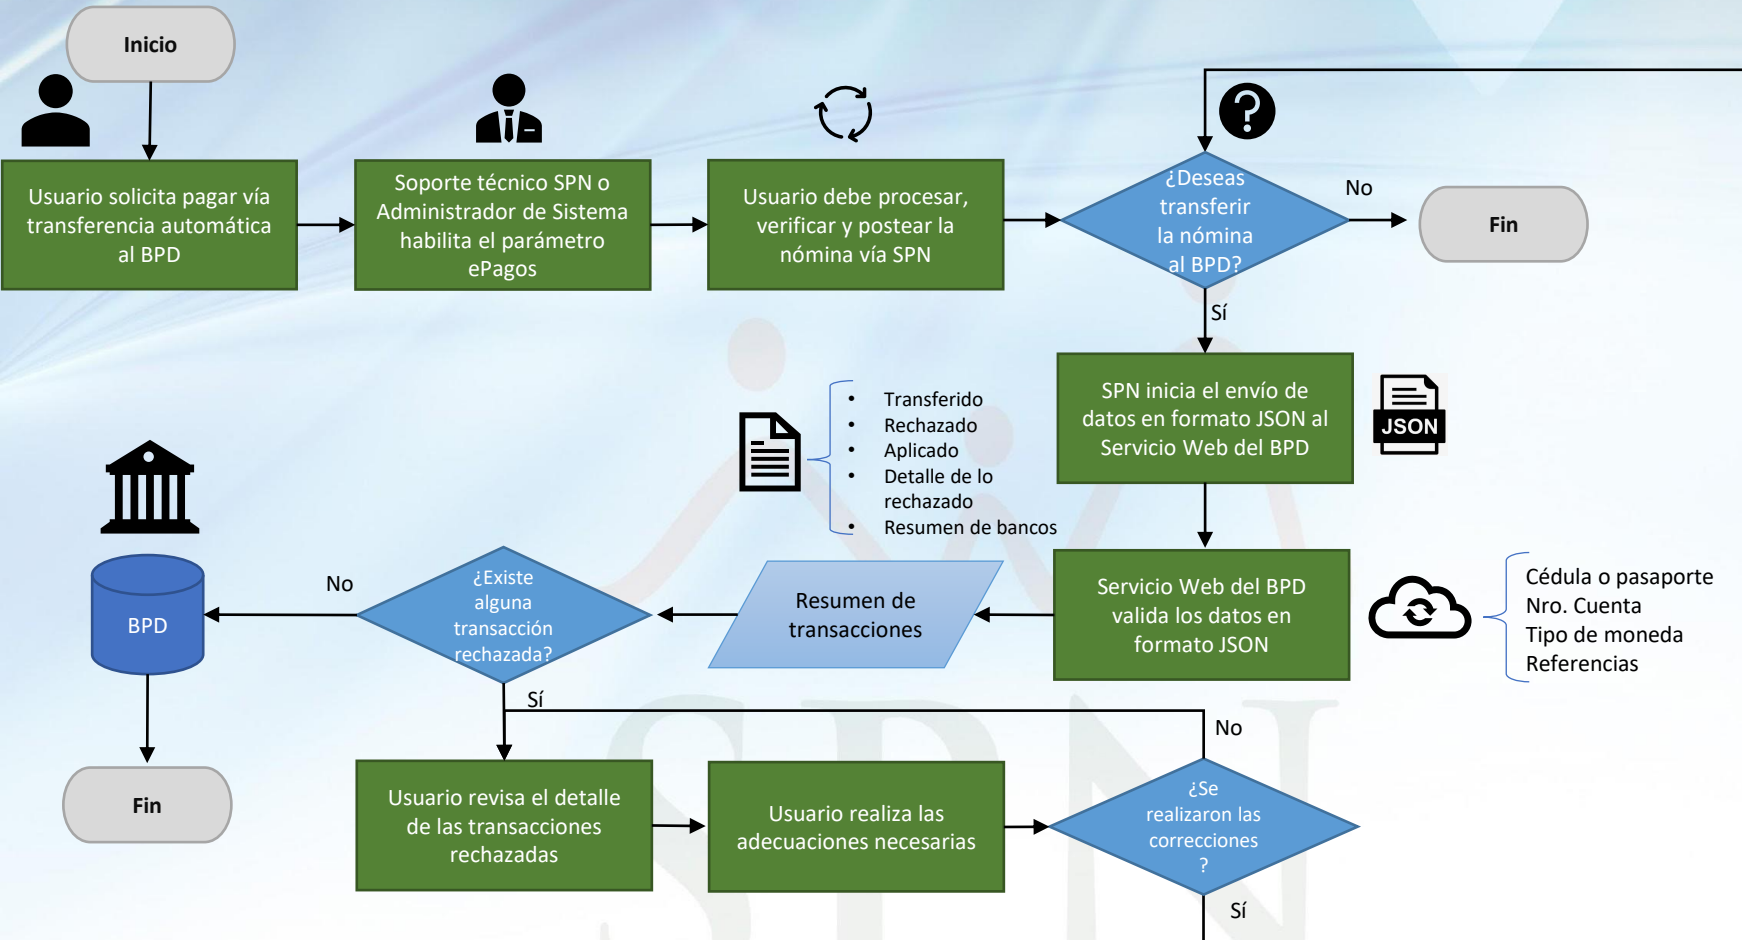 Inicio
Usuario solicita pagar vía
transferencia automática
al BPD
Soporte técnico SPN o
Administrador de Sistema
habilita el parámetro
ePagos
Usuario debe procesar,
verificar y postear la
nómina vía SPN
¿Deseas
transferir
la nómina
al BPD?
No
Fin
Sí
SPN inicia el envío de
datos en formato JSON al
Servicio Web del BPD
JSON
• Transferido
• Rechazado
• Aplicado
• Detalle de lo
rechazado
• Resumen de bancos
Servicio Web del BPD
valida los datos en
formato JSON
Cédula o pasaporte
Nro. Cuenta
Tipo de moneda
Referencias
Resumen de
transacciones
¿Existe
alguna
transacción
rechazada?
No
BPD
Fin
Sí
Usuario revisa el detalle
de las transacciones
rechazadas
Usuario realiza las
adecuaciones necesarias
¿Se
realizaron las
correcciones
?
No
Sí
SPN